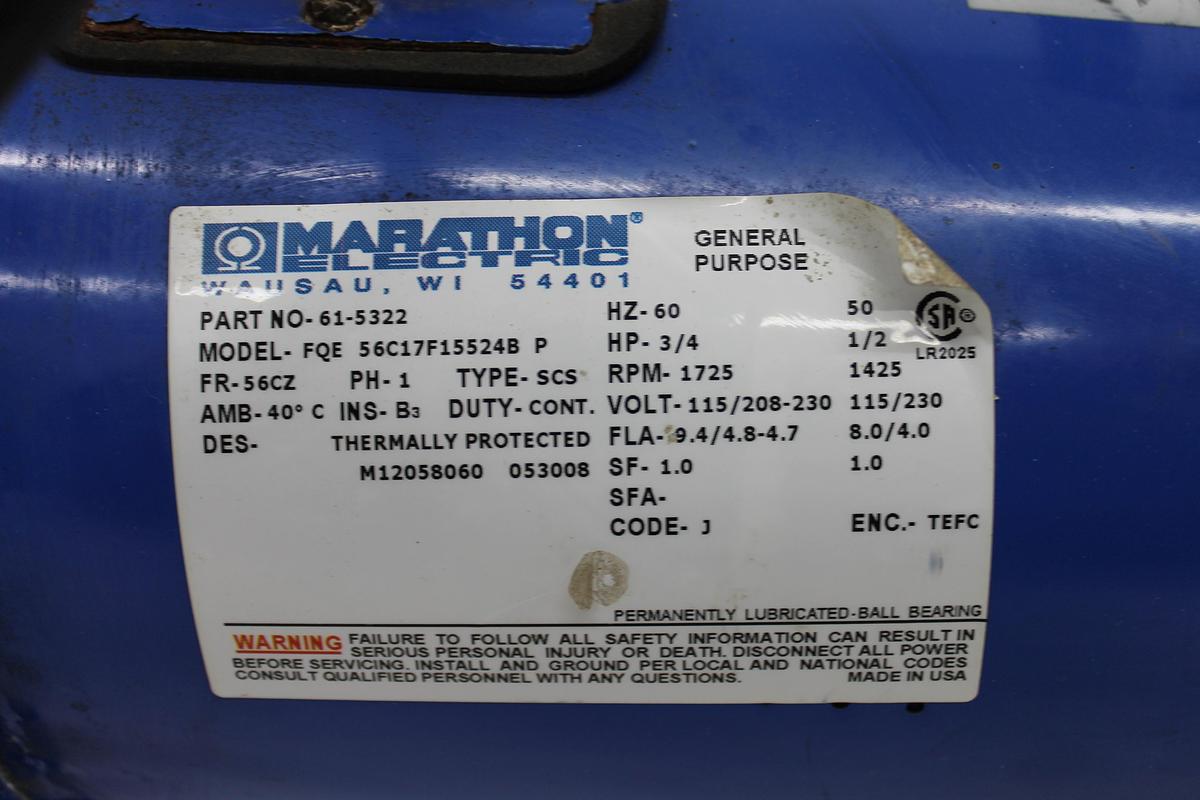 MARATHON®
ELECTRIC
WAUSAU, WI 54401
GENERAL
PURPOSE
PART NO- 61-5322
MODEL- FQE 56C17F15524B P
FR-56CZ PH- 1 TYPE- SCS
AMB- 40° C INS- B3 DUTY- CONT.
DES- THERMALLY PROTECTED
M12058060 053008
HZ- 60 50
HP- 3/4 1/2
RPM- 1725 1425
VOLT- 115/208-230 115/230
FLA- 9.4/4.8-4.7 8.0/4.0
SF- 1.0 1.0
SFA-
CODE- J ENC.- TEFC
SA®
LR2025
PERMANENTLY LUBRICATED-BALL BEARING
WARNING FAILURE TO FOLLOW ALL SAFETY INFORMATION CAN RESULT IN
SERIOUS PERSONAL INJURY OR DEATH. DISCONNECT ALL POWER
BEFORE SERVICING. INSTALL AND GROUND PER LOCAL AND NATIONAL CODES
CONSULT QUALIFIED PERSONNEL WITH ANY QUESTIONS. MADE IN USA